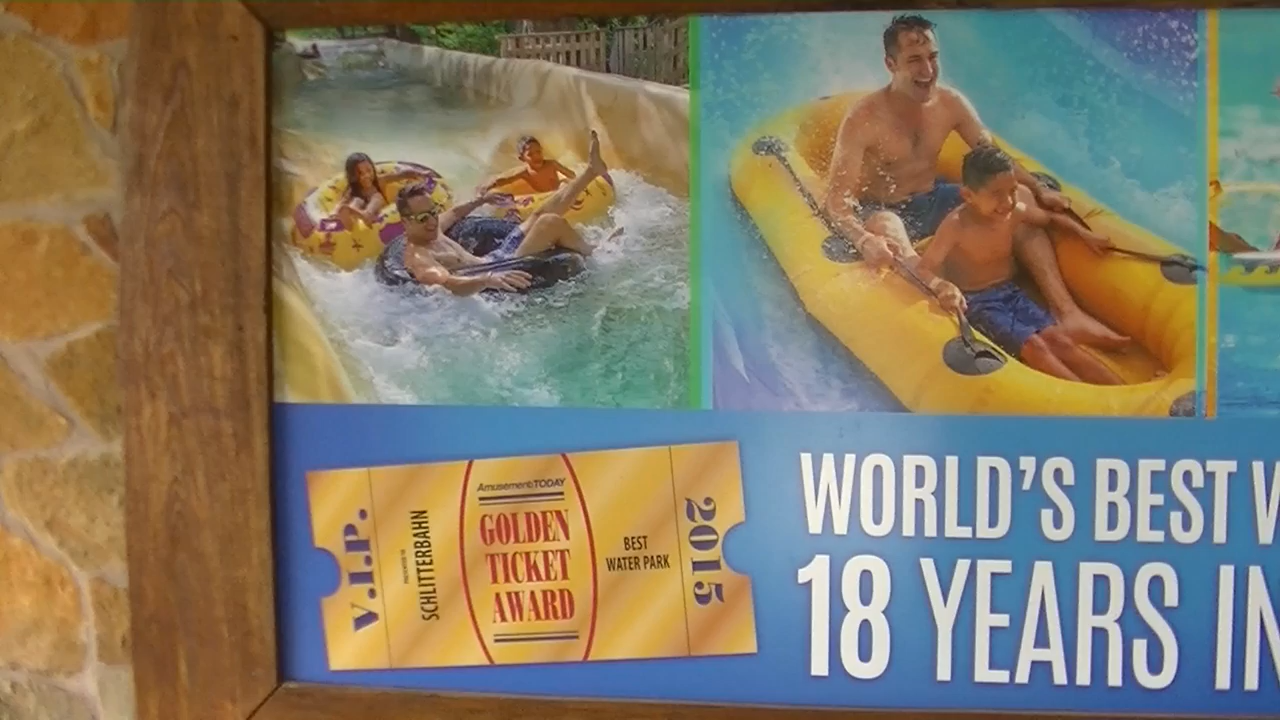 V.I.P.
PRESENTED TO
SCHLITTERBAHN
Amusement TODAY
GOLDEN
TICKET
AWARD
BEST
WATER PARK
2015
WORLD'S BEST W
18 YEARS IN